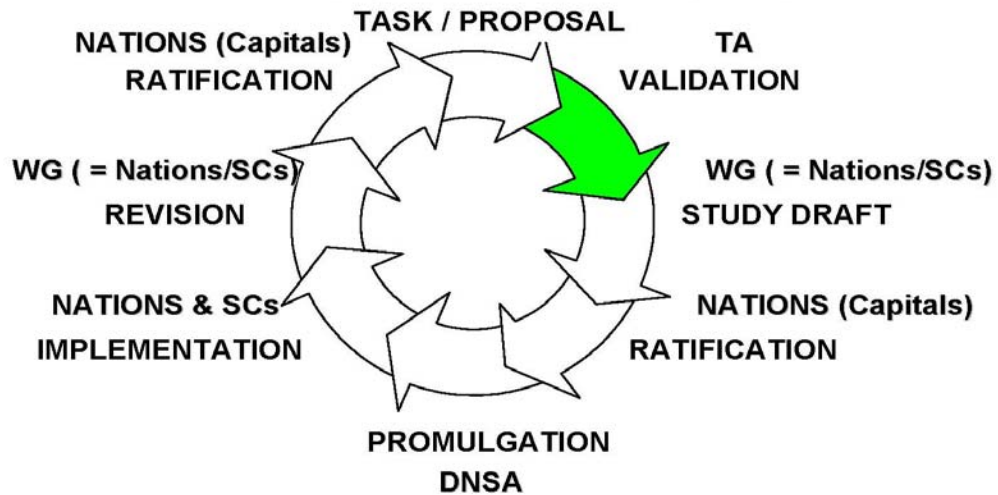 TASK / PROPOSAL
TA
VALIDATION
WG ( = Nations/SCs)
STUDY DRAFT
NATIONS (Capitals)
RATIFICATION
PROMULGATION
DNSA
NATIONS & SCs
IMPLEMENTATION
WG ( = Nations/SCs)
REVISION
NATIONS (Capitals)
RATIFICATION